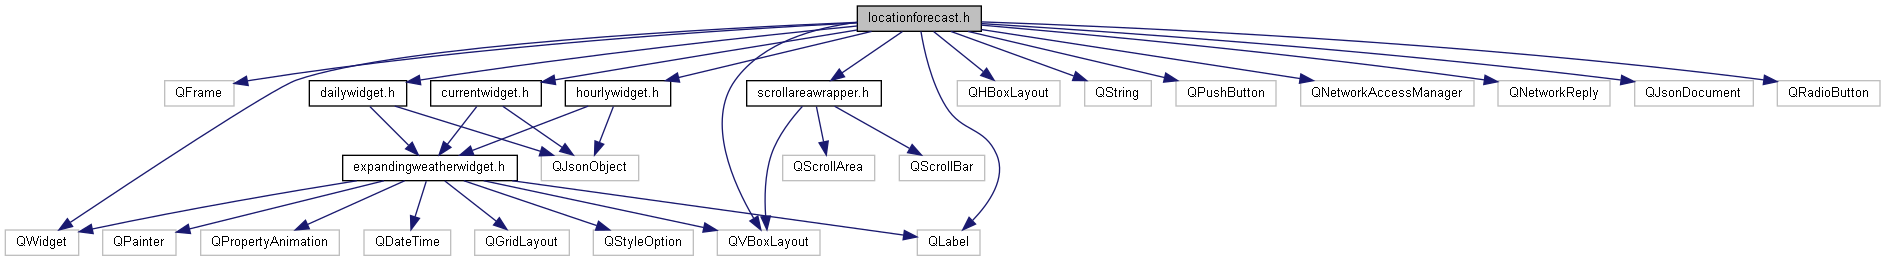 locationforecast.h
QFrame
dailywidget.h
currentwidget.h
hourlywidget.h
scrollareawrapper.h
QHBoxLayout
QString
QPushButton
QNetworkAccessManager
QNetworkReply
QJsonDocument
QRadioButton
expandingweatherwidget.h
QJsonObject
QScrollArea
QScrollBar
QWidget
QPainter
QPropertyAnimation
QDateTime
QGridLayout
QStyleOption
QVBoxLayout
QLabel